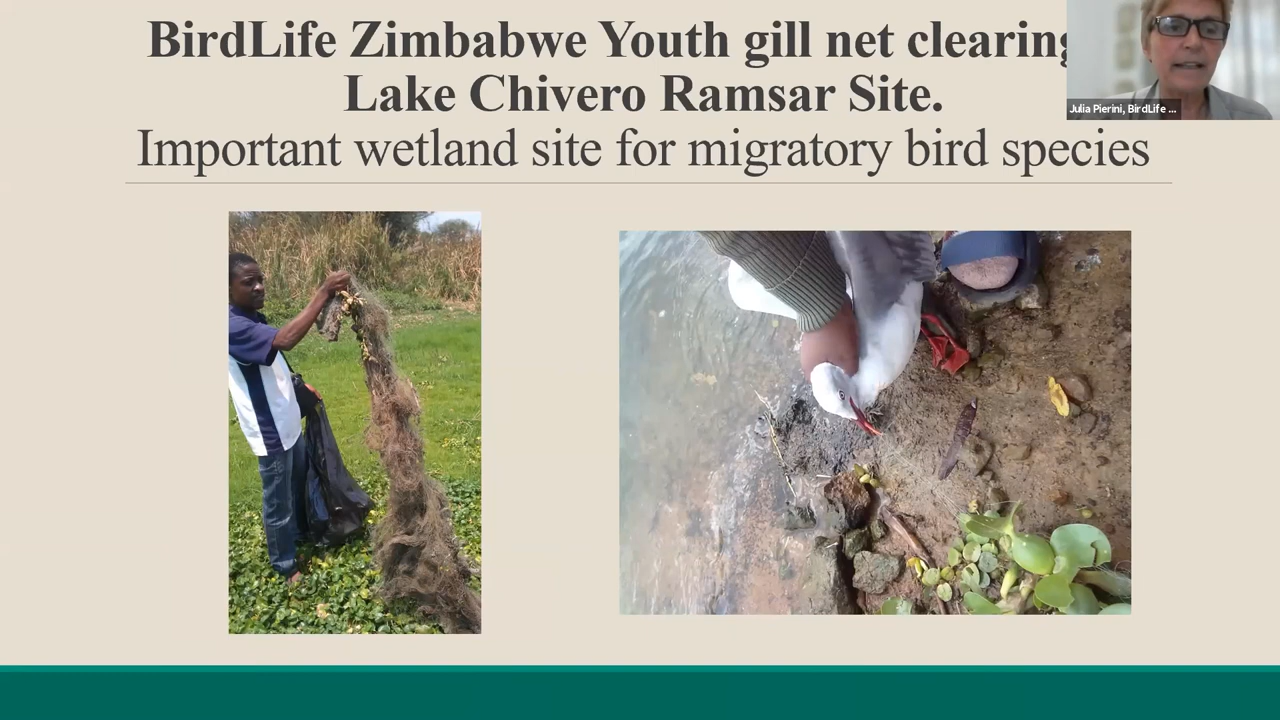 BirdLife Zimbabwe Youth gill net clearing
Lake Chivero Ramsar Site.
Important wetland site for migratory bird species
Julia Pierini, BirdLife ...